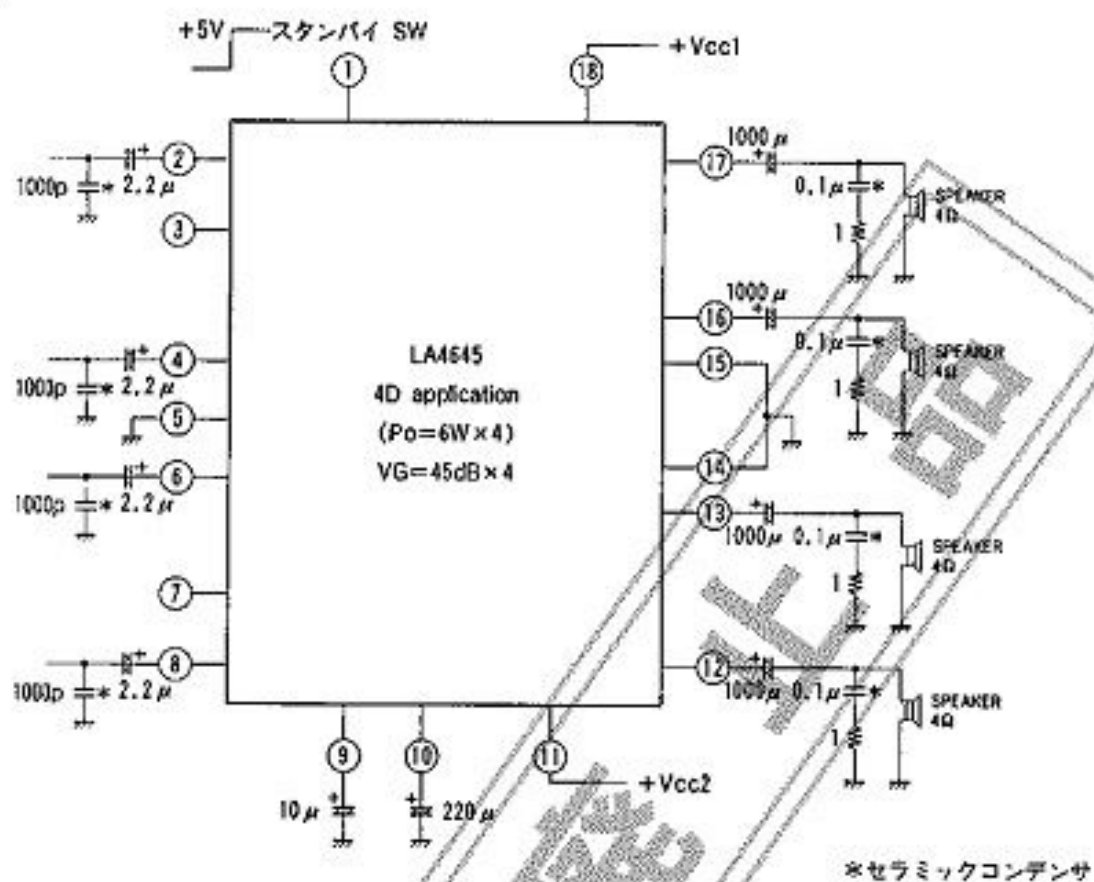 +5V スタンバイ SW
+Vcc1
1
18
2
2.2μ
1000p
*
3
4
2.2μ
1000p
*
5
6
2.2μ
1000p
*
7
8
2.2μ
1000p
*
LA4645
4D application
(Po=6W×4)
VG=45dB×4
17
1000μ
0.1μ
*
1
SPEAKER
4Ω
16
1000μ
0.1μ
*
1
SPEAKER
4Ω
15
14
13
1000μ
0.1μ
*
1
SPEAKER
4Ω
12
1000μ
0.1μ
*
1
SPEAKER
4Ω
9
10
11
10μ
220μ
+Vcc2
*セラミックコンデンサ
廃止品